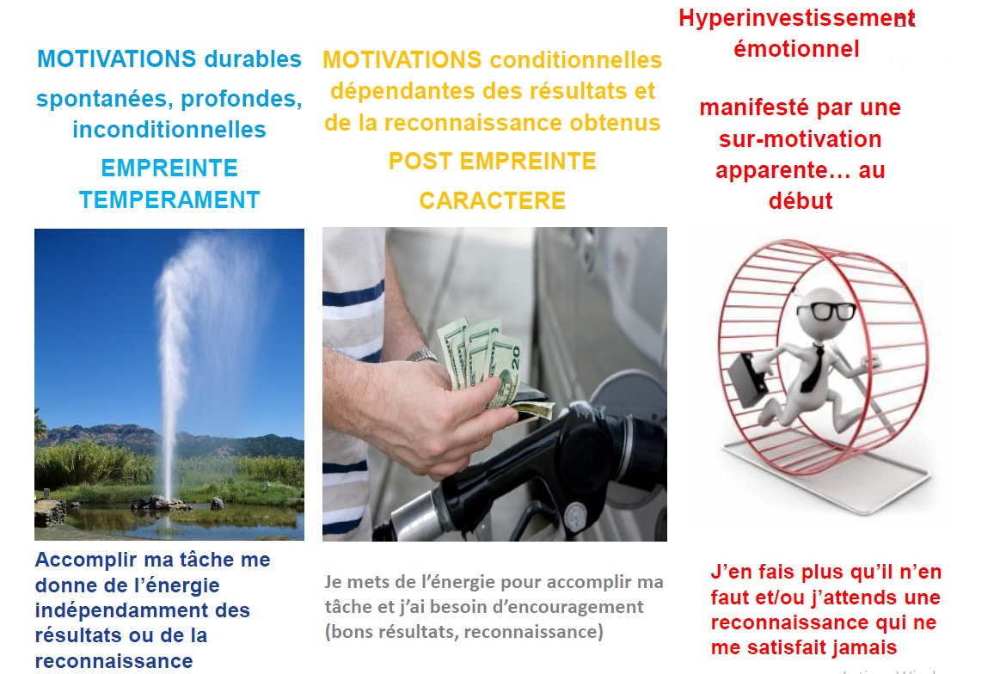 MOTIVATIONS durables
spontanées, profondes,
inconditionnelles
EMPREINTE
TEMPERAMENT
Accomplir ma tâche me
donne de l’énergie
indépendamment des
résultats ou de la
reconnaissance
MOTIVATIONS conditionnelles
dépendantes des résultats et
de la reconnaissance obtenus
POST EMPREINTE
CARACTERE
20
Je mets de l’énergie pour accomplir ma
tâche et j’ai besoin d’encouragement
(bons résultats, reconnaissance)
Hyperinvestissement
émotionnel
manifesté par une
sur-motivation
apparente… au
début
J’en fais plus qu’il n’en
faut et/ou j’attends une
reconnaissance qui ne
me satisfait jamais